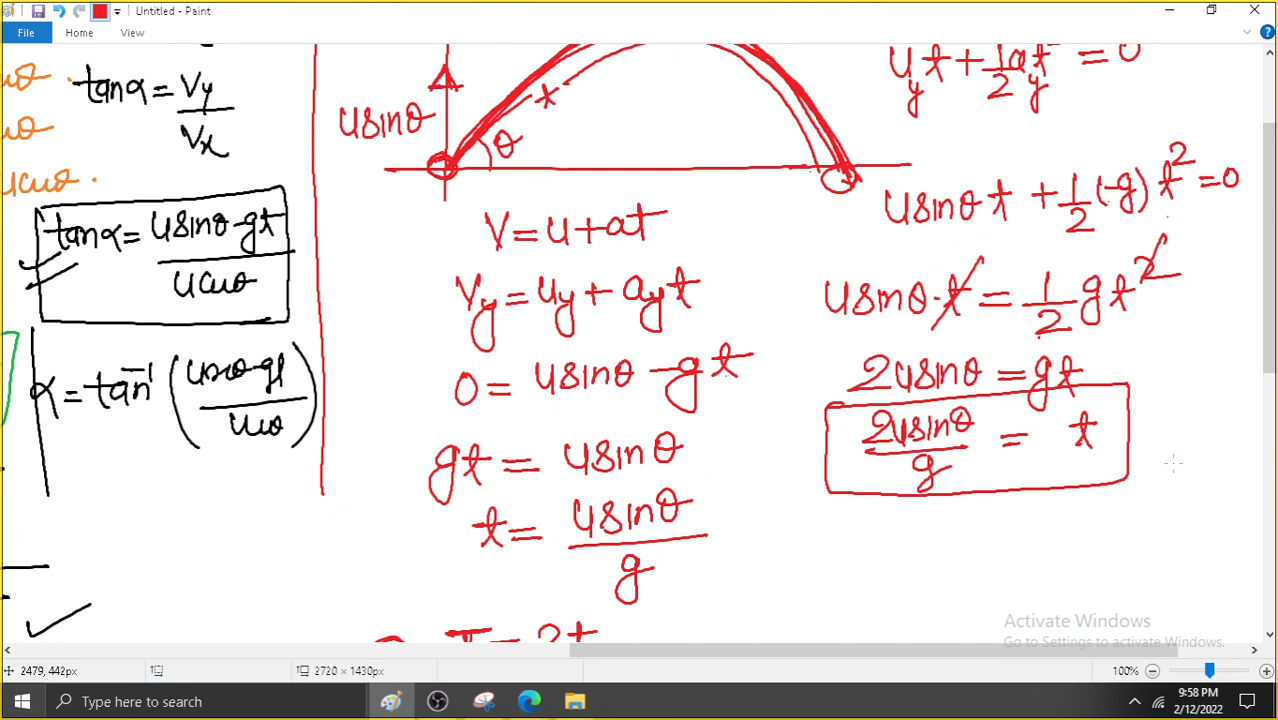 Untitled - Paint
File Home View
tanα = Vy / Vx
ucosθ.
tanα = usinθ-gt / ucosθ
α = tan⁻¹ (usinθ-gt / ucosθ)
usinθ
t
θ
V = u + at
Vy = uy + ayt
0 = usinθ - gt
gt = usinθ
t = usinθ / g
T = 2t
uyt + 1/2 ayt² = 0
usinθ t + 1/2 (-g) t² = 0
usinθ·t = 1/2 gt²
2usinθ = gt
2usinθ / g = t
Activate Windows
Go to Settings to activate Windows.
2479, 442px
2720 × 1430px
100%
Type here to search
9:58 PM
2/12/2022